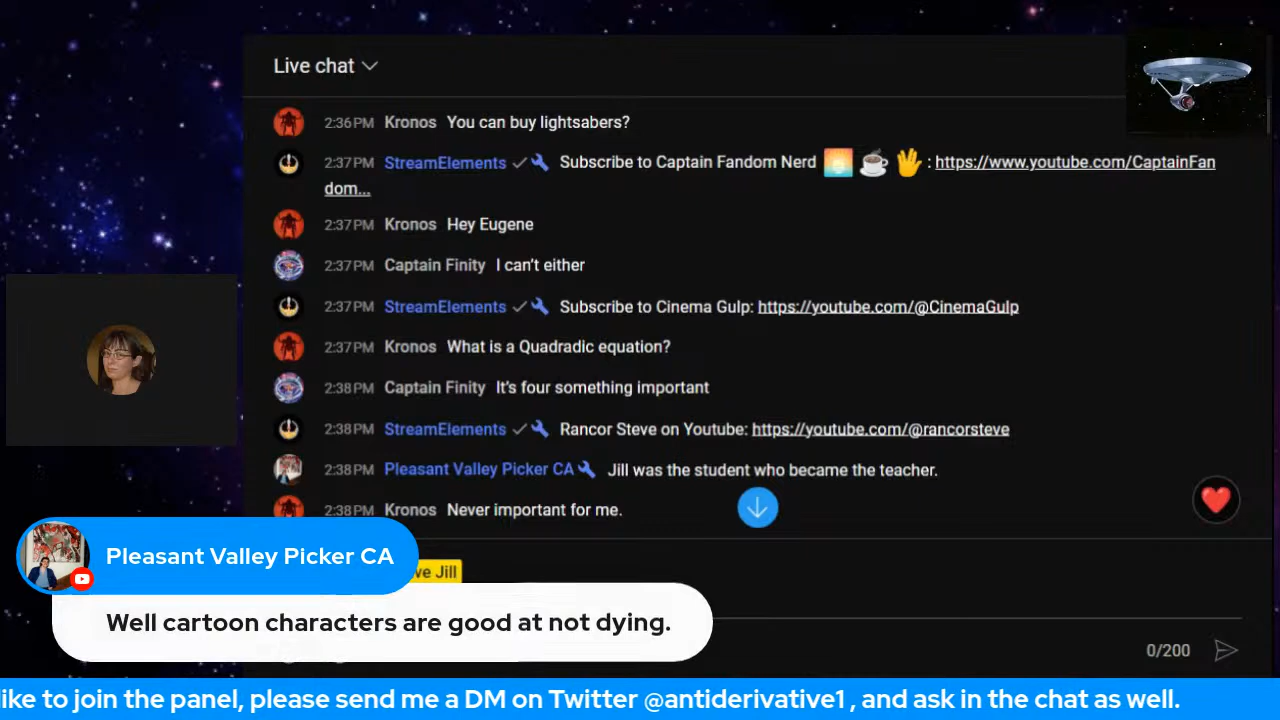 Live chat
2:36PM Kronos You can buy lightsabers?
2:37PM StreamElements Subscribe to Captain Fandom Nerd : https://www.youtube.com/CaptainFan
dom...
2:37PM Kronos Hey Eugene
2:37PM Captain Finity I can't either
2:37PM StreamElements Subscribe to Cinema Gulp: https://youtube.com/@CinemaGulp
2:37PM Kronos What is a Quadradic equation?
2:38PM Captain Finity It's four something important
2:38PM StreamElements Rancor Steve on Youtube: https://youtube.com/@rancorsteve
2:38PM Pleasant Valley Picker CA Jill was the student who became the teacher.
2:38PM Kronos Never important for me.
Pleasant Valley Picker CA
Jill
Well cartoon characters are good at not dying.
0/200
like to join the panel, please send me a DM on Twitter @antiderivative1 , and ask in the chat as well.